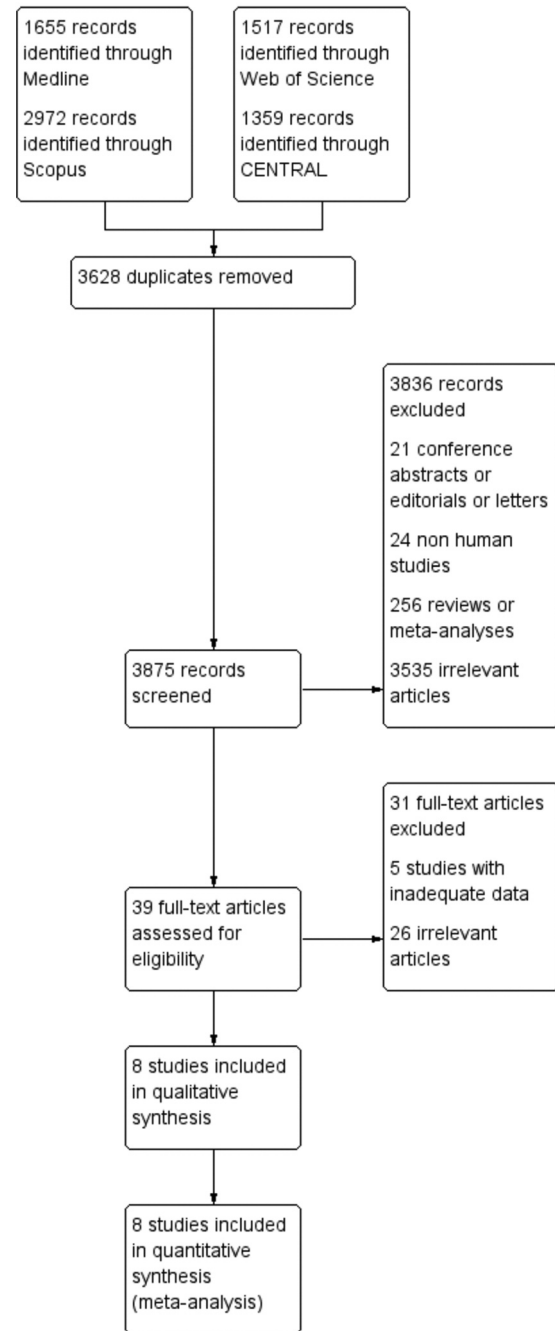 1655 records
identified through
Medline
2972 records
identified through
Scopus
1517 records
identified through
Web of Science
1359 records
identified through
CENTRAL
3628 duplicates removed
3836 records
excluded
21 conference
abstracts or
editorials or letters
24 non human
studies
256 reviews or
meta-analyses
3535 irrelevant
articles
3875 records
screened
31 full-text articles
excluded
5 studies with
inadequate data
26 irrelevant
articles
39 full-text articles
assessed for
eligibility
8 studies included
in qualitative
synthesis
8 studies included
in quantitative
synthesis
(meta-analysis)